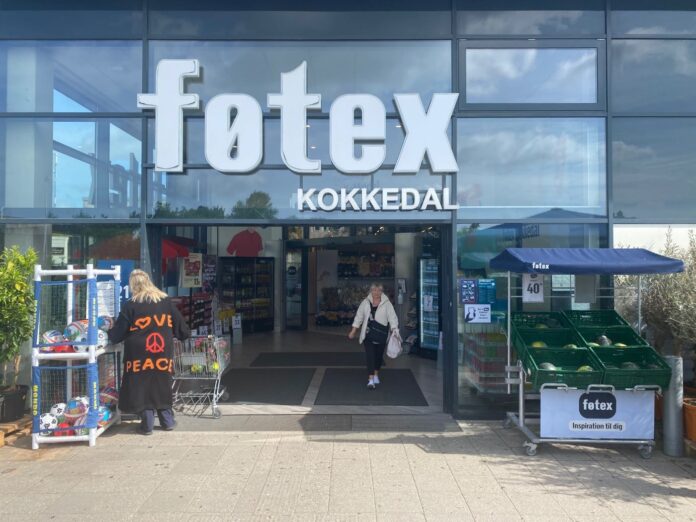 føtex
KOKKEDAL
føtex
40
LOVE
PEACE
føtex
Inspiration til dig